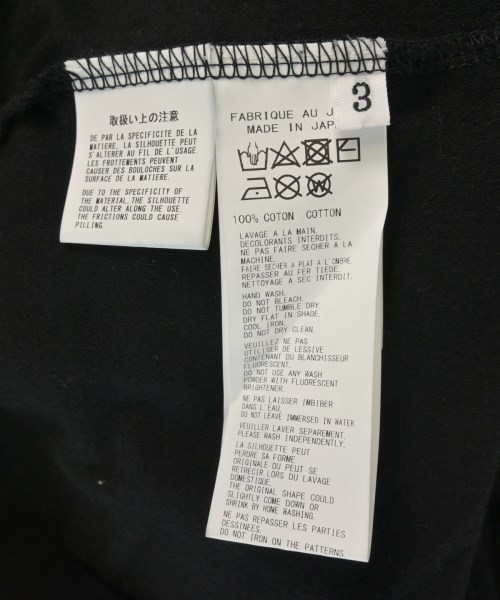 取扱い上の注意
DE PAR LA SPECIFICITE DE LA
MATIERE, LA SILHOUETTE PEUT
S'ALTERER AU FIL DE L'USAGE.
LES FROTTEMENTS PEUVENT
CAUSER DES BOULOCHES SUR LA
SURFACE DE LA MATIERE.
DUE TO THE SPECIFICITY OF
THE MATERIAL, THE SILHOUETTE
COULD ALTER ALONG THE USE.
THE FRICTIONS COULD CAUSE
PILLING.
3
FABRIQUE AU J
MADE IN JAP
100% COTON COTTON
LAVAGE A LA MAIN.
DECOLORANTS INTERDITS.
NE PAS FAIRE SECHER A LA
MACHINE.
FAIRE SECHER A PLAT A L'OMBRE.
REPASSER AU FER TIEDE.
NETTOYAGE A SEC INTERDIT.
HAND WASH.
DO NOT BLEACH.
DO NOT TUMBLE DRY.
DRY FLAT IN SHADE.
COOL IRON.
DO NOT DRY CLEAN.
VEUILLEZ NE PAS
UTILISER DE LESSIVE
CONTENANT DU BLANCHISSEUR
FLUORESCENT.
DO NOT USE ANY WASH
POWDER WITH FLUORESCENT
BRIGHTENER.
NE PAS LAISSER IMBIBER
DANS L'EAU.
DO NOT LEAVE IMMERSED IN WATER.
VEUILLER LAVER SEPAREMENT.
PLEASE WASH INDEPENDENTLY.
LA SILHOUETTE PEUT
PERDRE SA FORME
ORIGINALE OU PEUT SE
RETRECIR LORS DU LAVAGE
DOMESTIQUE.
THE ORIGINAL SHAPE COULD
SLIGHTLY COME DOWN OR
SHRINK BY HOME WASHING.
NE PAS REPASSER LES PARTIES
DESSINEES.
DO NOT IRON ON THE PATTERNS.